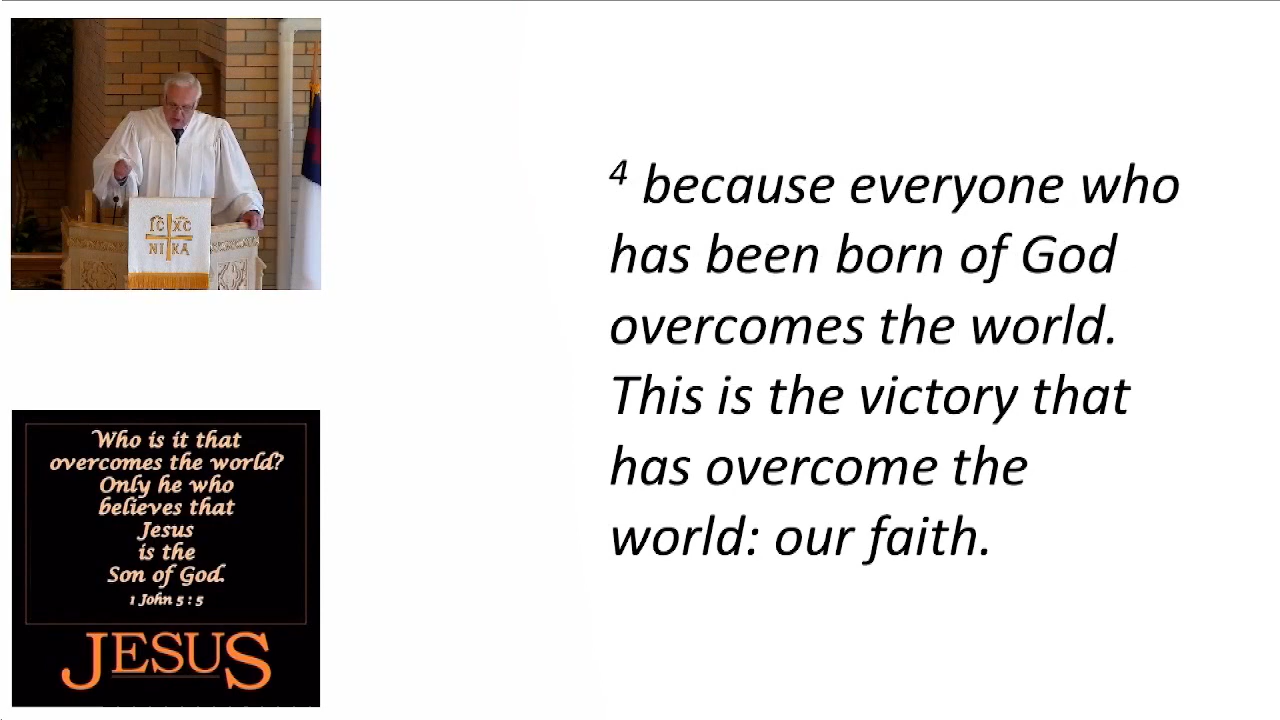 IC XC
NIKA
⁴ because everyone who
has been born of God
overcomes the world.
This is the victory that
has overcome the
world: our faith.
Who is it that
overcomes the world?
Only he who
believes that
Jesus
is the
Son of God.
1 John 5 : 5
JESUS